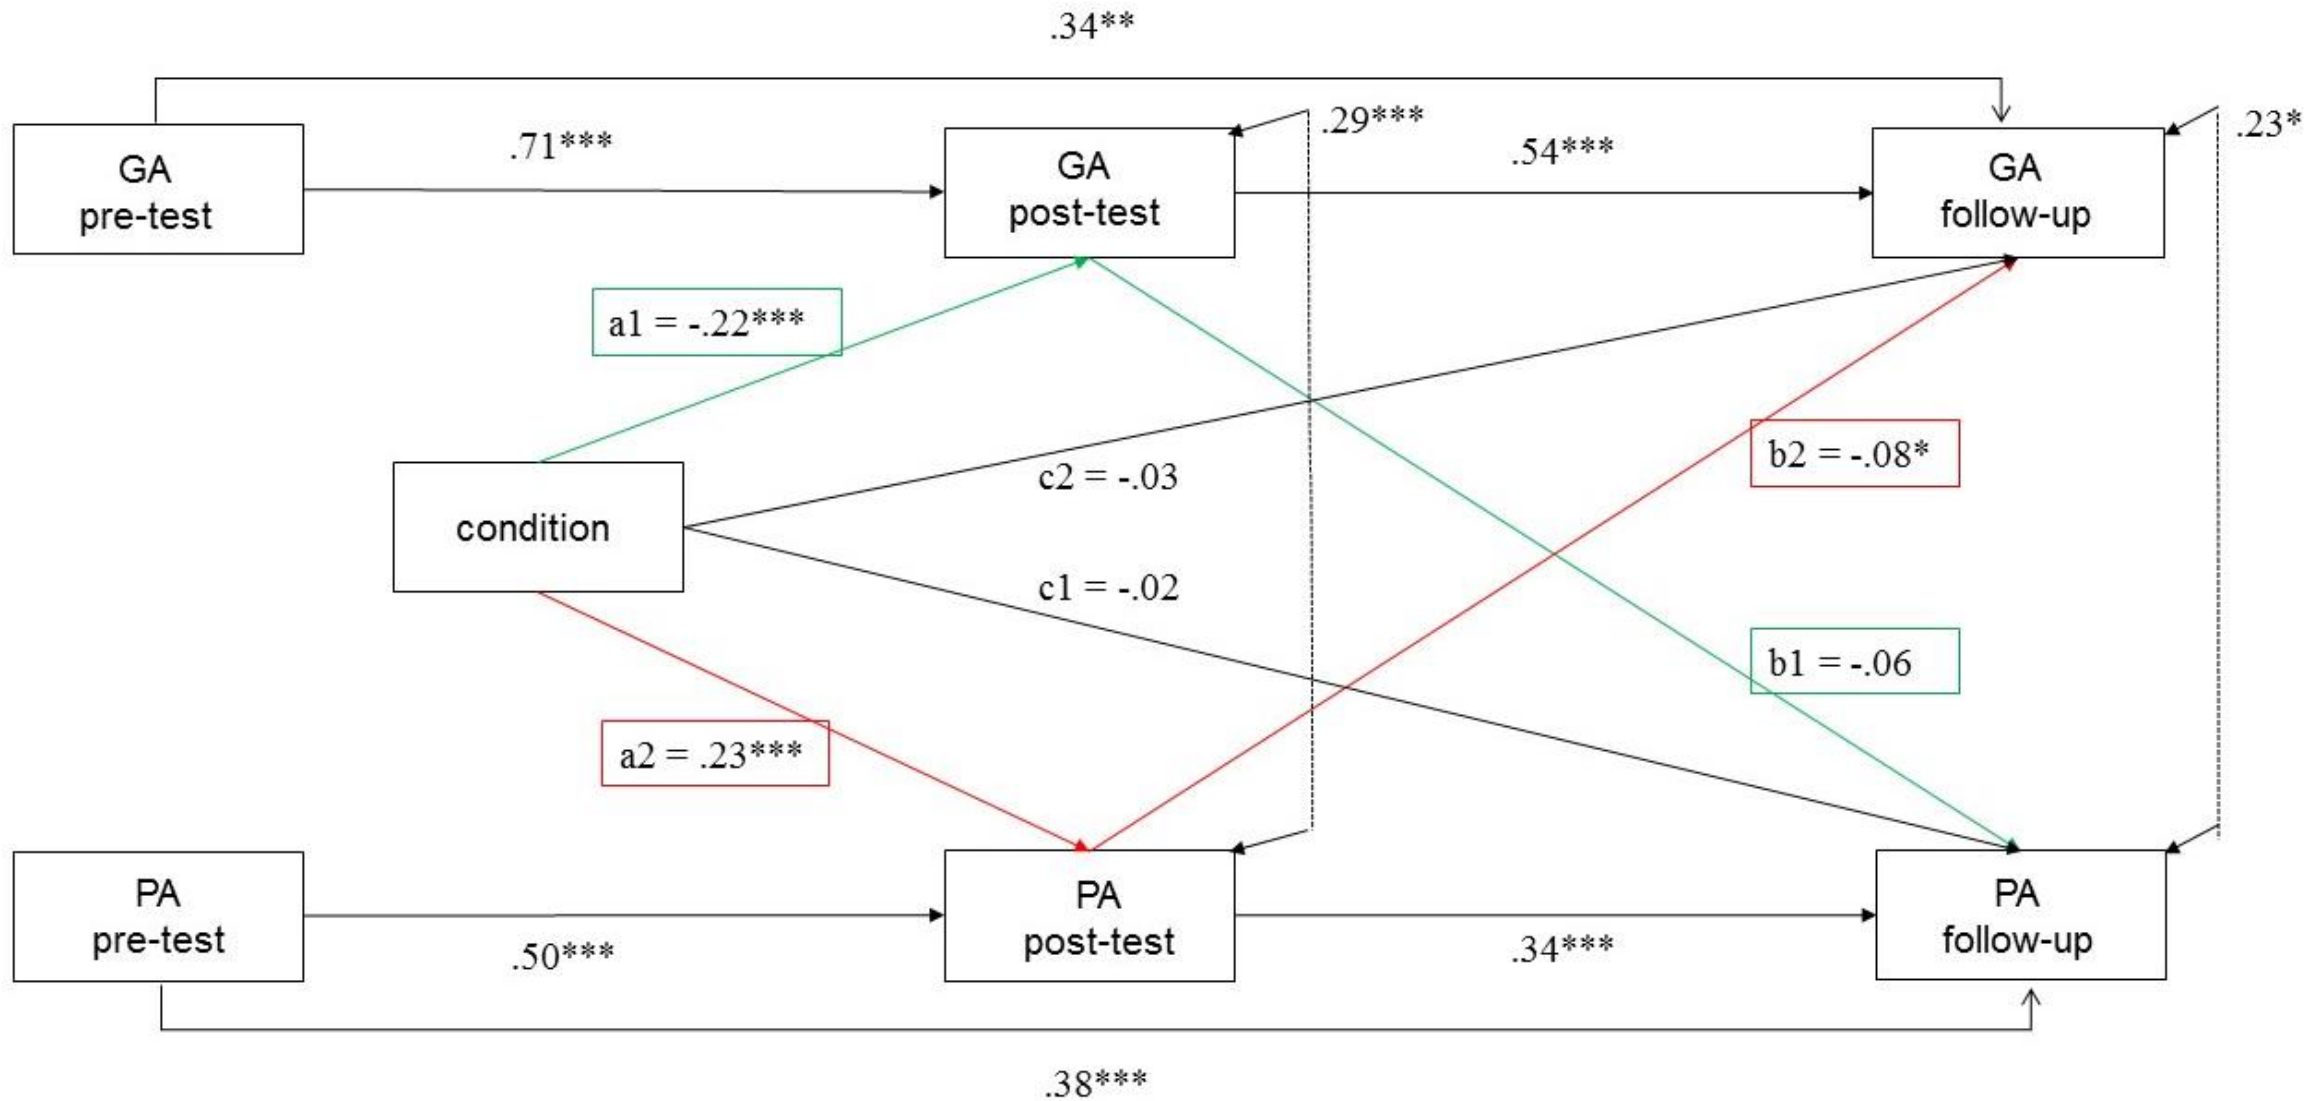 .34**
.29***
.23*
.71***
.54***
GA
pre-test
GA
post-test
GA
follow-up
a1 = -.22***
b2 = -.08*
c2 = -.03
condition
c1 = -.02
b1 = -.06
a2 = .23***
PA
pre-test
PA
post-test
PA
follow-up
.50***
.34***
.38***